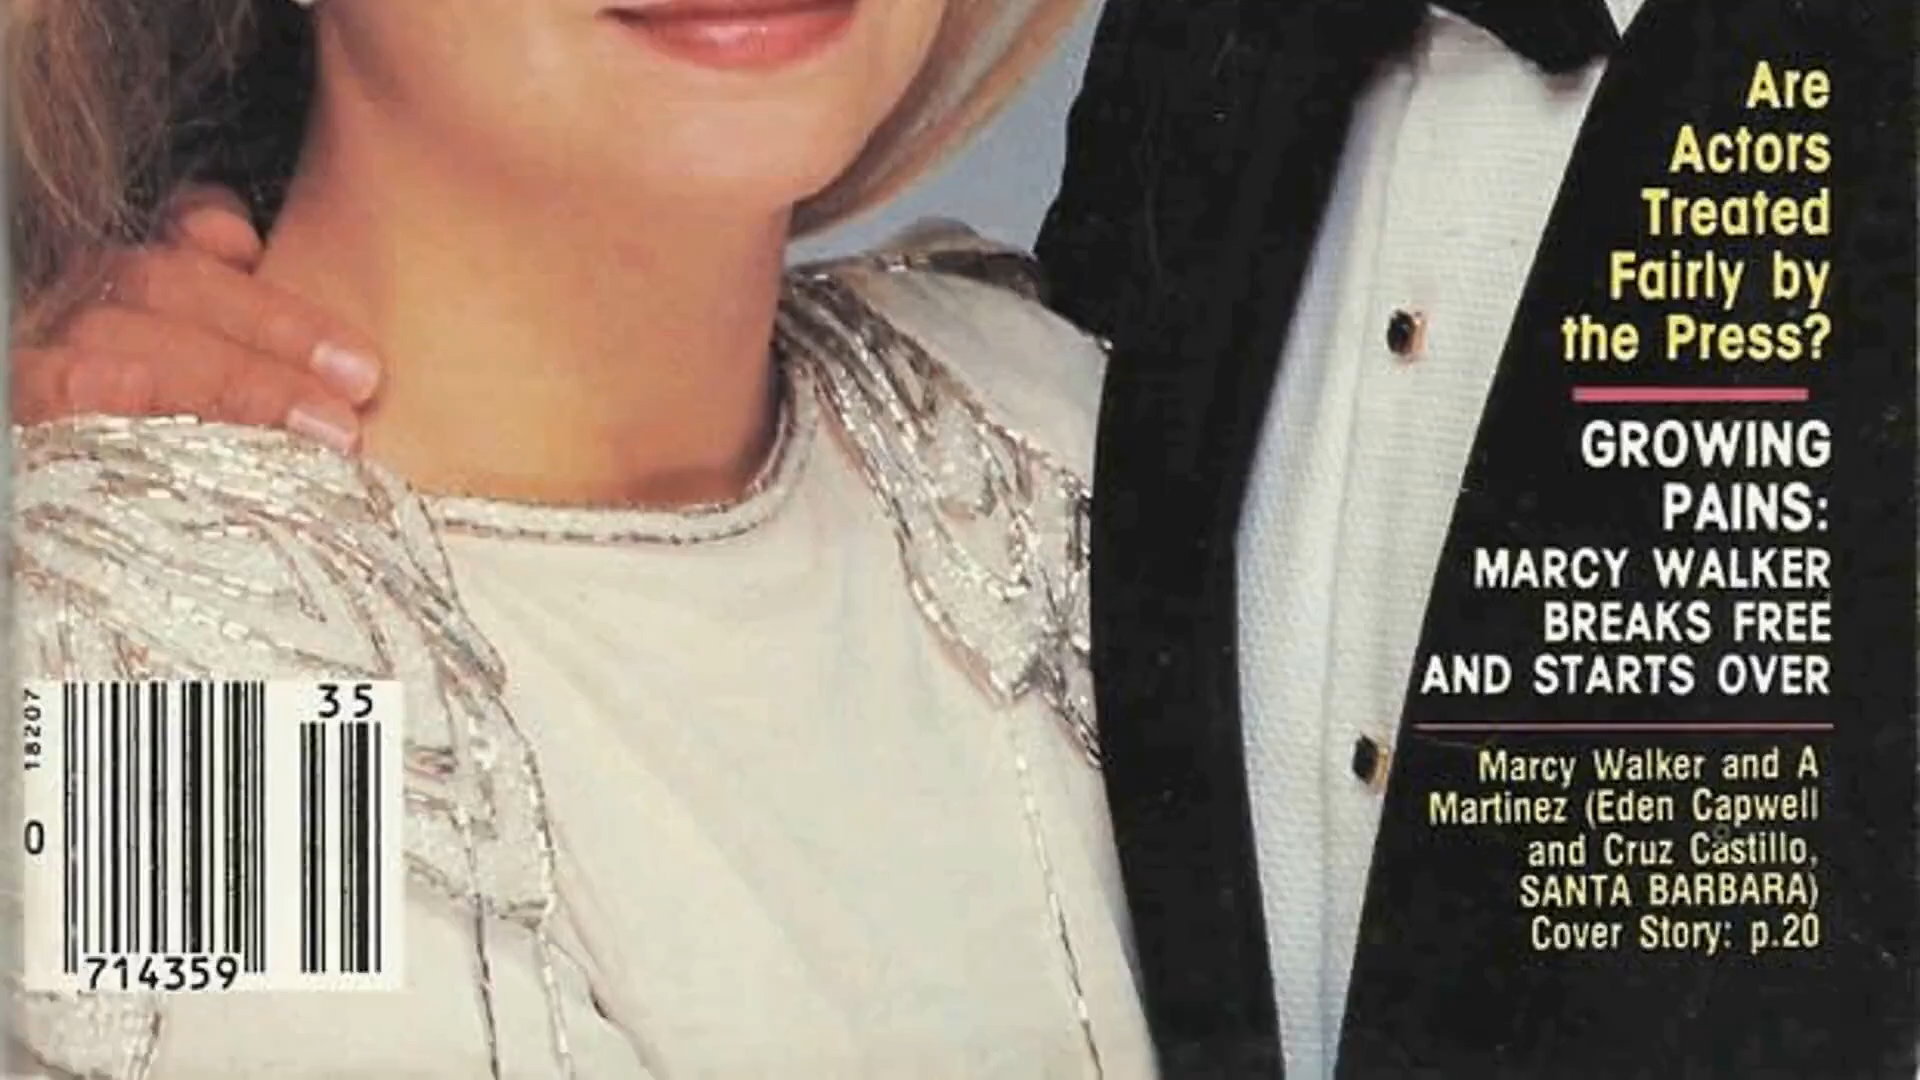 Are
Actors
Treated
Fairly by
the Press?
GROWING
PAINS:
MARCY WALKER
BREAKS FREE
AND STARTS OVER
Marcy Walker and A
Martinez (Eden Capwell
and Cruz Castillo,
SANTA BARBARA)
Cover Story: p.20
35
18207
0
714359